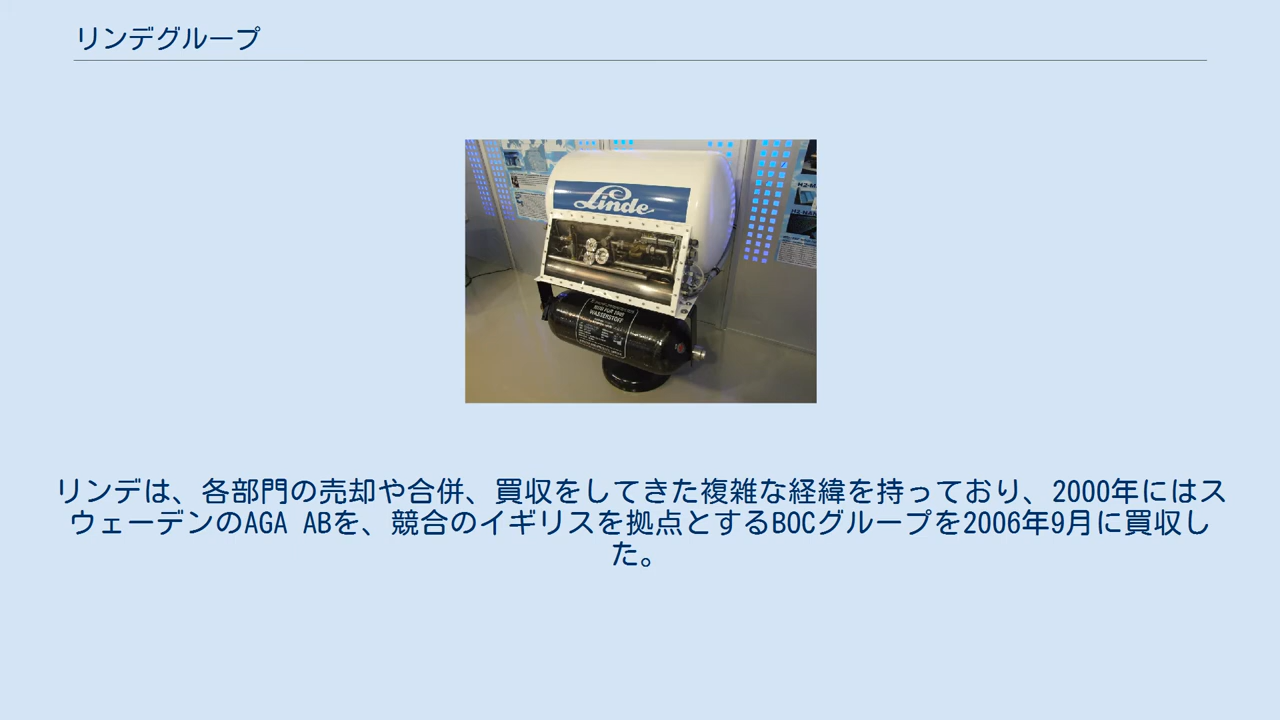 リンデグループ
Linde
WASSERSTOFF
リンデは、各部門の売却や合併、買収をしてきた複雑な経緯を持っており、2000年にはス
ウェーデンのAGA ABを、競合のイギリスを拠点とするBOCグループを2006年9月に買収し
た。